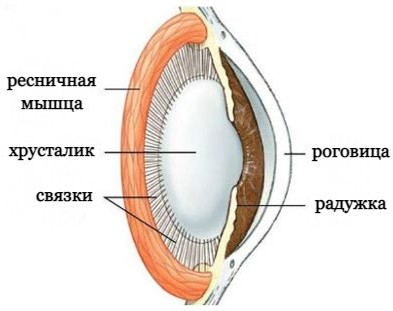 ресничная
мышца
хрусталик
связки
роговица
радужка